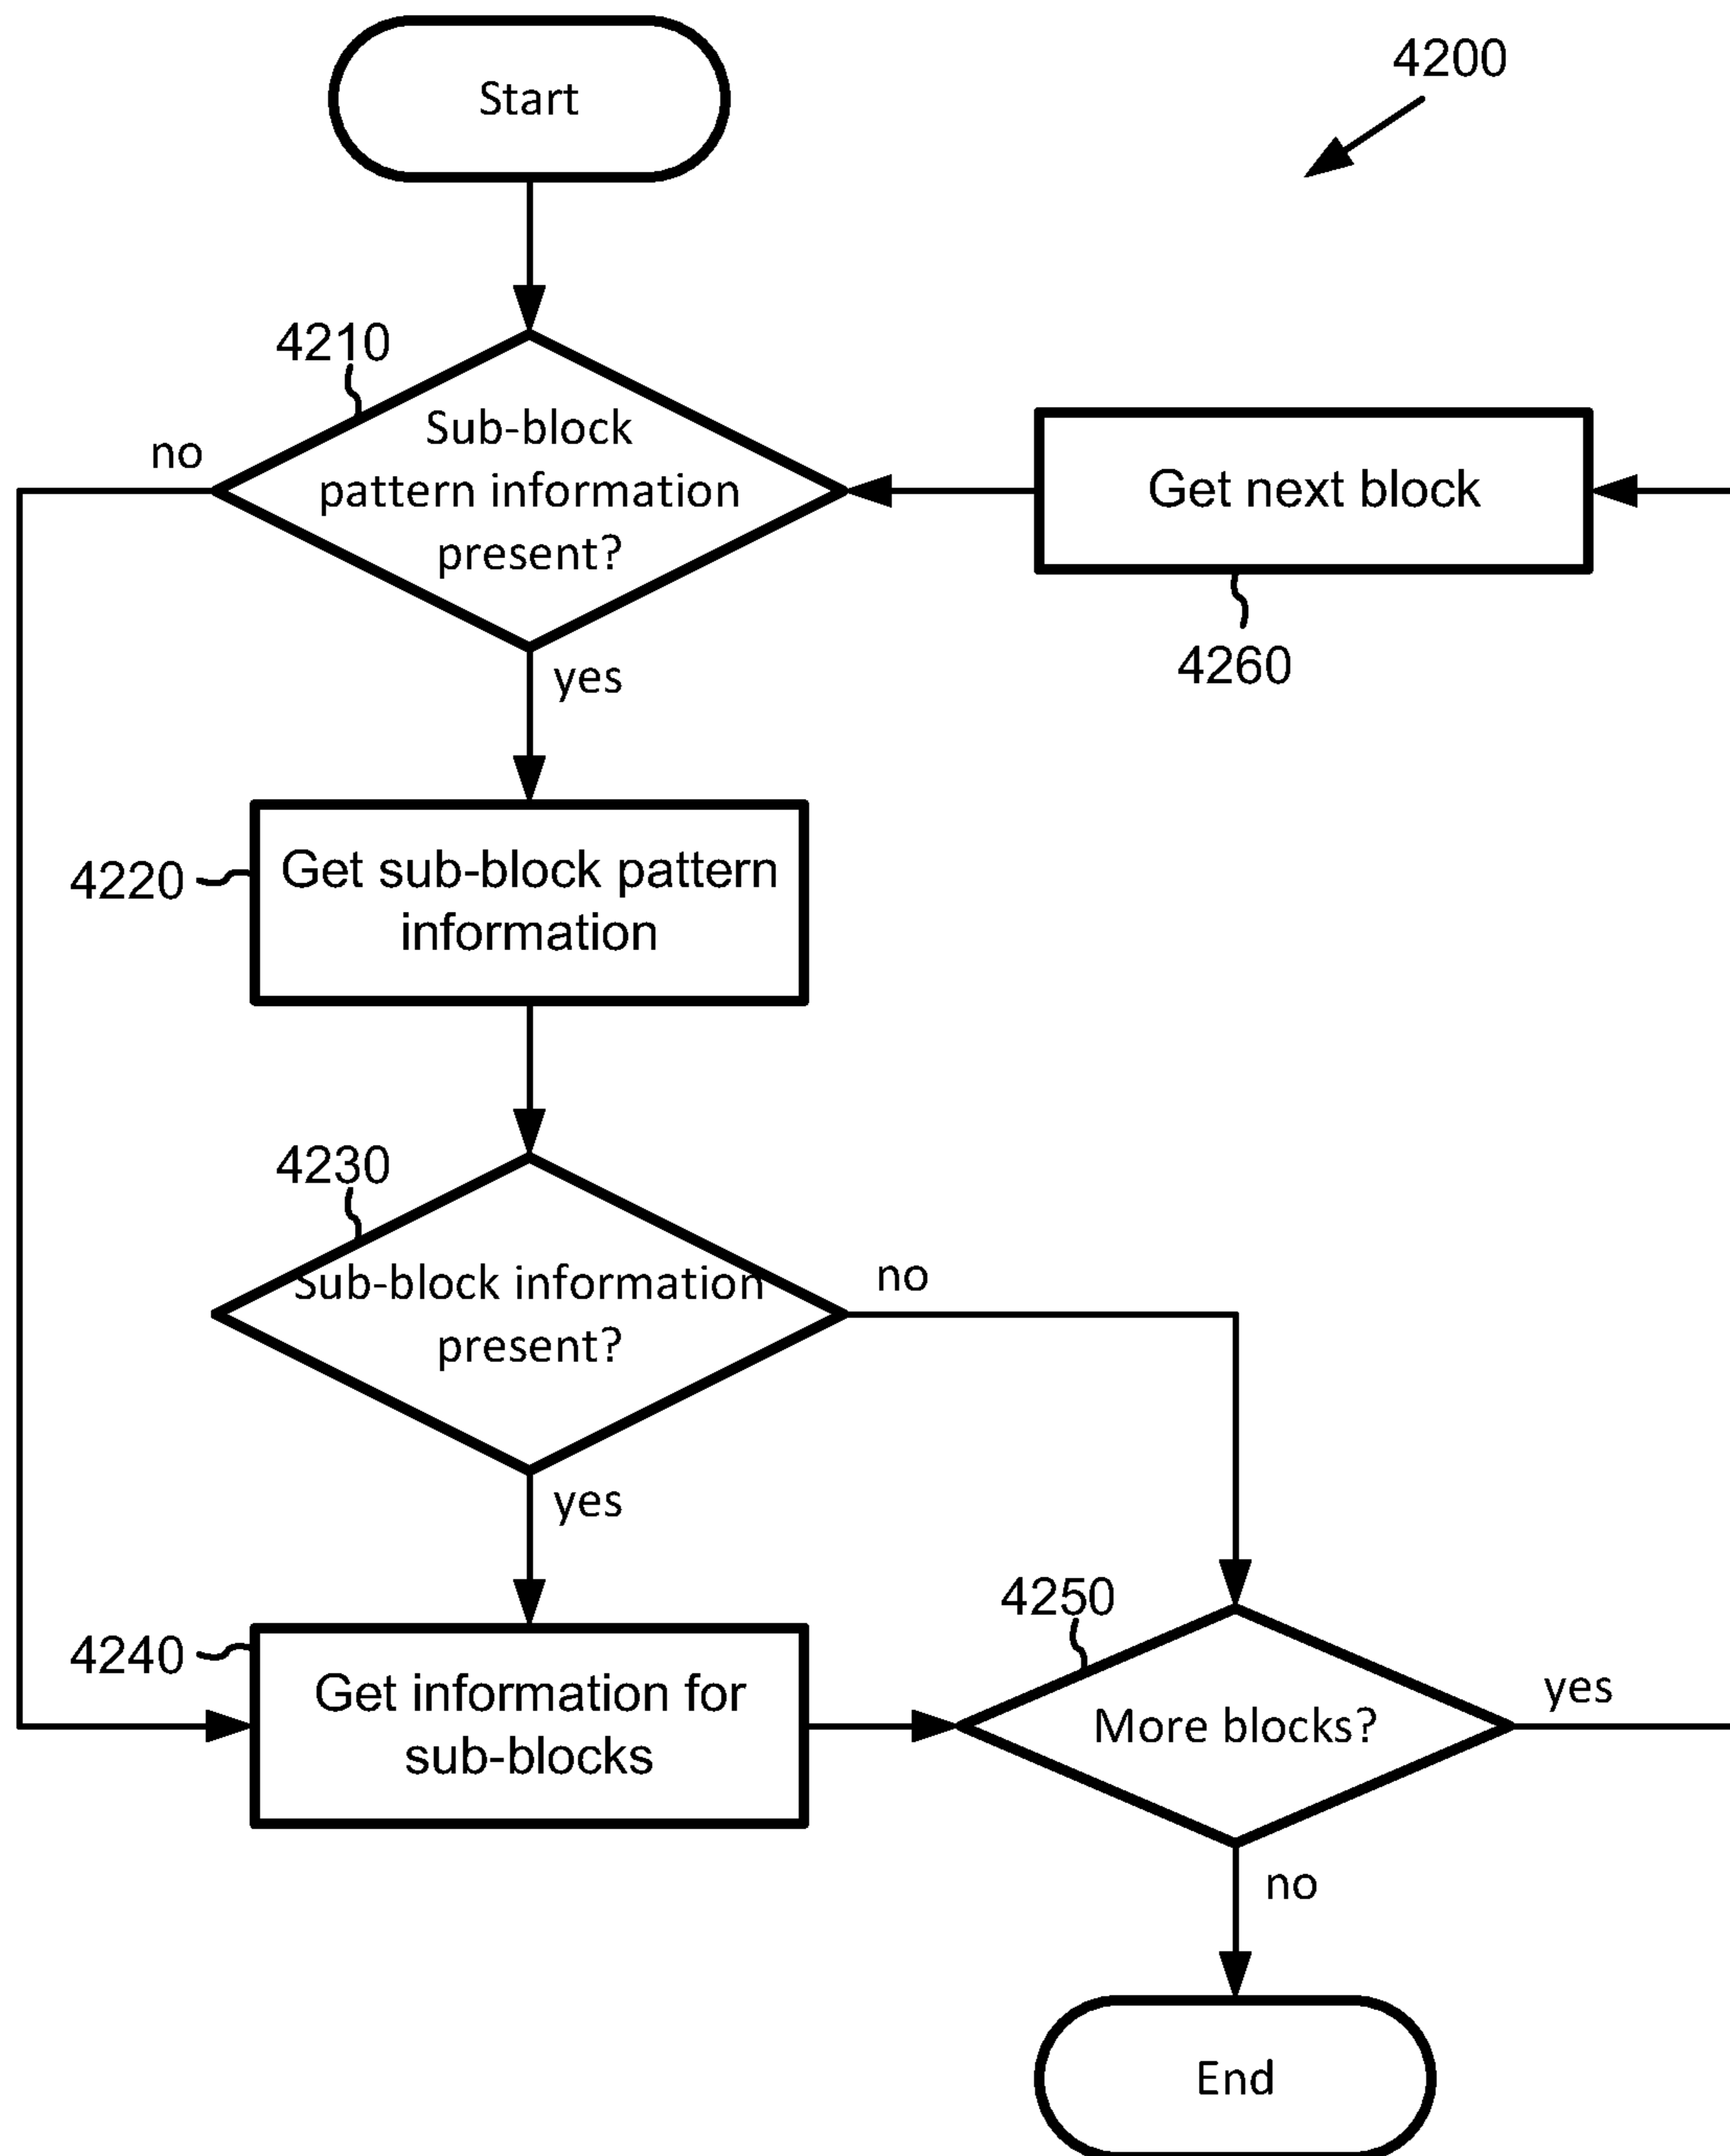 Start
4200
4210
no
Sub-block
pattern information
present?
Get next block
4260
yes
4220
Get sub-block pattern
information
4230
Sub-block information
present?
no
yes
4240
Get information for
sub-blocks
4250
More blocks?
yes
no
End